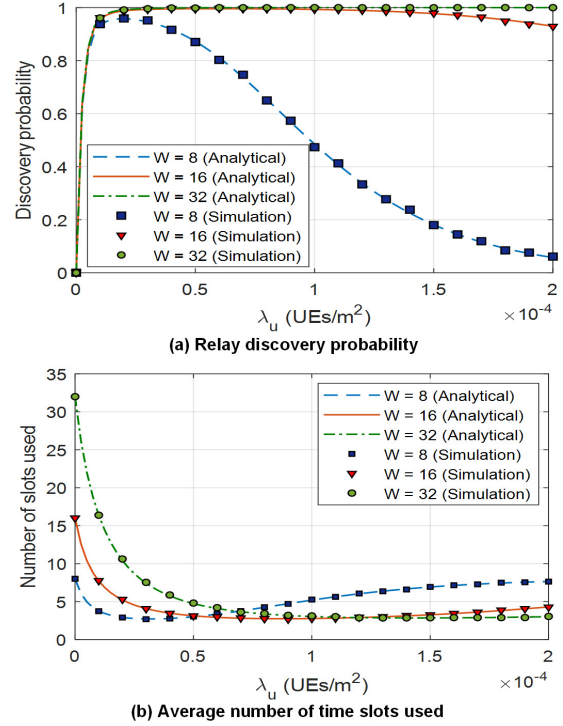 1
0.8
0.6
0.4
0.2
0
Discovery probability
W = 8 (Analytical)
W = 16 (Analytical)
W = 32 (Analytical)
W = 8 (Simulation)
W = 16 (Simulation)
W = 32 (Simulation)
0 0.5 1 1.5 2
×10⁻⁴
λᵤ (UEs/m²)
(a) Relay discovery probability
35
30
25
20
15
10
5
0
Number of slots used
W = 8 (Analytical)
W = 16 (Analytical)
W = 32 (Analytical)
W = 8 (Simulation)
W = 16 (Simulation)
W = 32 (Simulation)
0 0.5 1 1.5 2
×10⁻⁴
λᵤ (UEs/m²)
(b) Average number of time slots used